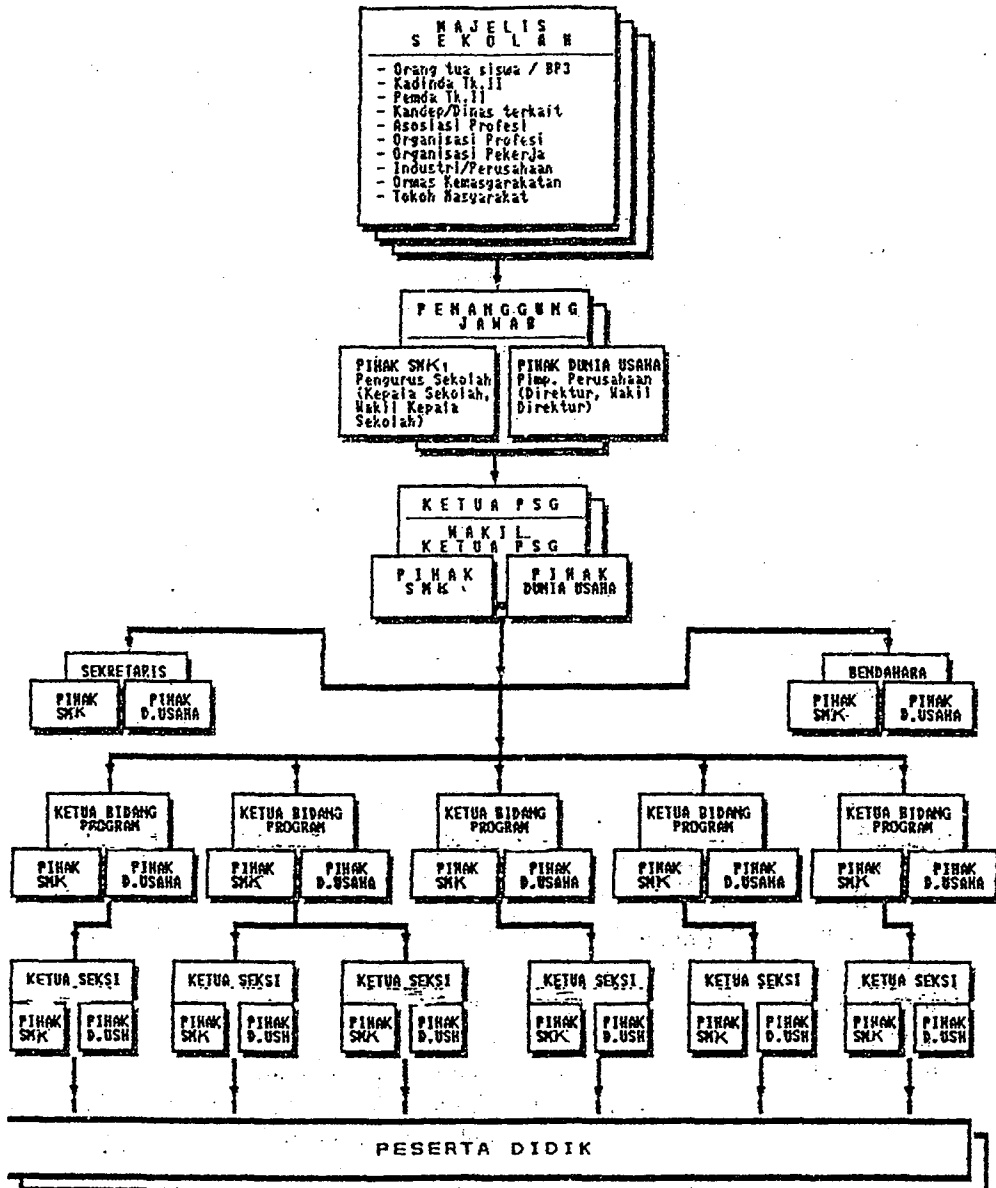 MAJELIS
SEKOLAH
- Orang tua siswa / BP3
- Kadinda Tk.II
- Pemda Tk.II
- Kandep/Dinas terkait
- Asosiasi Profesi
- Organisasi Profesi
- Organisasi Pekerja
- Industri/Perusahaan
- Ormas Kemasyarakatan
- Tokoh Masyarakat
PENANGGUNG
JAWAB
PIHAK SMK
Pengurus Sekolah
(Kepala Sekolah,
Wakil Kepala
Sekolah)
PIHAK DUNIA USAHA
Pimp. Perusahaan
(Direktur, Wakil
Direktur)
KETUA PSG
WAKIL
KETUA PSG
PIHAK
SMK
PIHAK
DUNIA USAHA
SEKRETARIS
PIHAK
SMK
PIHAK
D.USAHA
BENDAHARA
PIHAK
SMK
PIHAK
D.USAHA
KETUA BIDANG
PROGRAM
PIHAK
SMK
PIHAK
D.USAHA
KETUA BIDANG
PROGRAM
PIHAK
SMK
PIHAK
D.USAHA
KETUA BIDANG
PROGRAM
PIHAK
SMK
PIHAK
D.USAHA
KETUA BIDANG
PROGRAM
PIHAK
SMK
PIHAK
D.USAHA
KETUA BIDANG
PROGRAM
PIHAK
SMK
PIHAK
D.USAHA
KETUA SEKSI
PIHAK
SMK
PIHAK
D.USH
KETUA SEKSI
PIHAK
SMK
PIHAK
D.USH
KETUA SEKSI
PIHAK
SMK
PIHAK
D.USH
KETUA SEKSI
PIHAK
SMK
PIHAK
D.USH
KETUA SEKSI
PIHAK
SMK
PIHAK
D.USH
KETUA SEKSI
PIHAK
SMK
PIHAK
D.USH
PESERTA DIDIK